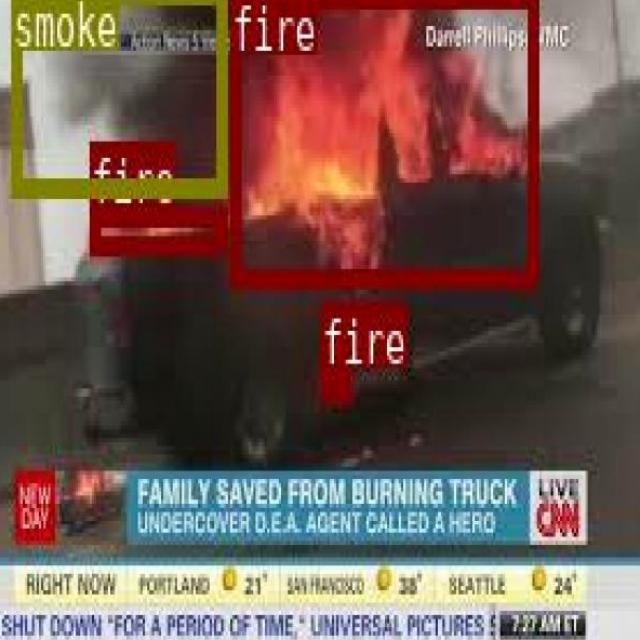 smoke
fire
Darrell Phillips
fire
fire
NEW DAY
FAMILY SAVED FROM BURNING TRUCK
UNDERCOVER D.E.A. AGENT CALLED A HERO
LIVE
CNN
RIGHT NOW PORTLAND 21° SAN FRANCISCO 38° SEATTLE 24°
SHUT DOWN "FOR A PERIOD OF TIME," UNIVERSAL PICTURES
7:27 AM ET